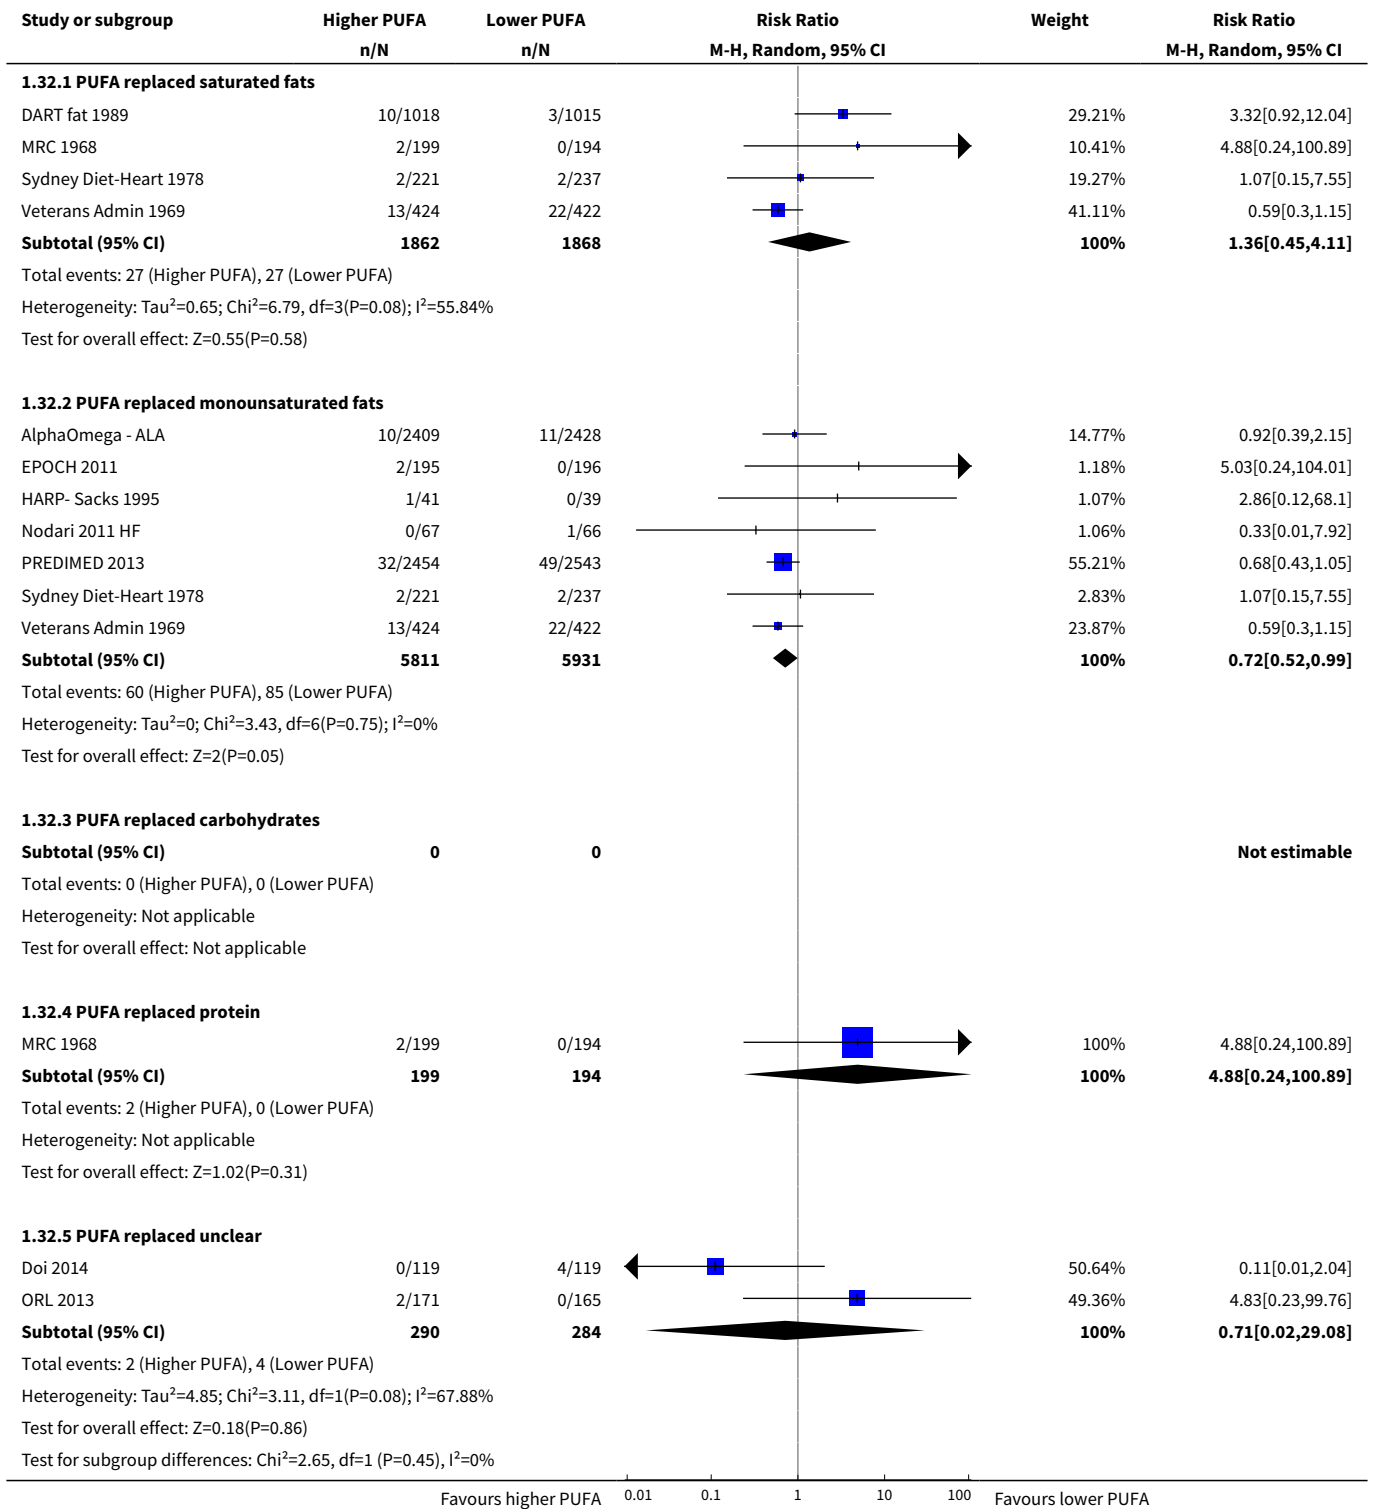 Study or subgroup Higher PUFA Lower PUFA Risk Ratio Weight Risk Ratio
n/N n/N M-H, Random, 95% CI M-H, Random, 95% CI
1.32.1 PUFA replaced saturated fats
DART fat 1989 10/1018 3/1015 29.21% 3.32[0.92,12.04]
MRC 1968 2/199 0/194 10.41% 4.88[0.24,100.89]
Sydney Diet-Heart 1978 2/221 2/237 19.27% 1.07[0.15,7.55]
Veterans Admin 1969 13/424 22/422 41.11% 0.59[0.3,1.15]
Subtotal (95% CI) 1862 1868 100% 1.36[0.45,4.11]
Total events: 27 (Higher PUFA), 27 (Lower PUFA)
Heterogeneity: Tau²=0.65; Chi²=6.79, df=3(P=0.08); I²=55.84%
Test for overall effect: Z=0.55(P=0.58)
1.32.2 PUFA replaced monounsaturated fats
AlphaOmega - ALA 10/2409 11/2428 14.77% 0.92[0.39,2.15]
EPOCH 2011 2/195 0/196 1.18% 5.03[0.24,104.01]
HARP- Sacks 1995 1/41 0/39 1.07% 2.86[0.12,68.1]
Nodari 2011 HF 0/67 1/66 1.06% 0.33[0.01,7.92]
PREDIMED 2013 32/2454 49/2543 55.21% 0.68[0.43,1.05]
Sydney Diet-Heart 1978 2/221 2/237 2.83% 1.07[0.15,7.55]
Veterans Admin 1969 13/424 22/422 23.87% 0.59[0.3,1.15]
Subtotal (95% CI) 5811 5931 100% 0.72[0.52,0.99]
Total events: 60 (Higher PUFA), 85 (Lower PUFA)
Heterogeneity: Tau²=0; Chi²=3.43, df=6(P=0.75); I²=0%
Test for overall effect: Z=2(P=0.05)
1.32.3 PUFA replaced carbohydrates
Subtotal (95% CI) 0 0 Not estimable
Total events: 0 (Higher PUFA), 0 (Lower PUFA)
Heterogeneity: Not applicable
Test for overall effect: Not applicable
1.32.4 PUFA replaced protein
MRC 1968 2/199 0/194 100% 4.88[0.24,100.89]
Subtotal (95% CI) 199 194 100% 4.88[0.24,100.89]
Total events: 2 (Higher PUFA), 0 (Lower PUFA)
Heterogeneity: Not applicable
Test for overall effect: Z=1.02(P=0.31)
1.32.5 PUFA replaced unclear
Doi 2014 0/119 4/119 50.64% 0.11[0.01,2.04]
ORL 2013 2/171 0/165 49.36% 4.83[0.23,99.76]
Subtotal (95% CI) 290 284 100% 0.71[0.02,29.08]
Total events: 2 (Higher PUFA), 4 (Lower PUFA)
Heterogeneity: Tau²=4.85; Chi²=3.11, df=1(P=0.08); I²=67.88%
Test for overall effect: Z=0.18(P=0.86)
Test for subgroup differences: Chi²=2.65, df=1 (P=0.45), I²=0%
Favours higher PUFA 0.01 0.1 1 10 100 Favours lower PUFA